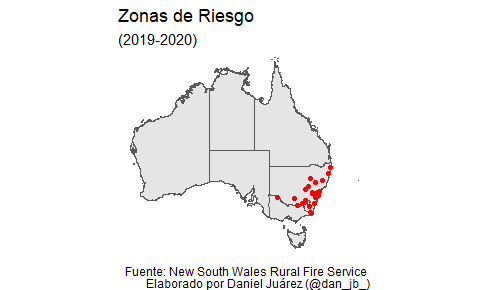 Zonas de Riesgo
(2019-2020)
Fuente: New South Wales Rural Fire Service
Elaborado por Daniel Juárez (@dan_jb_)